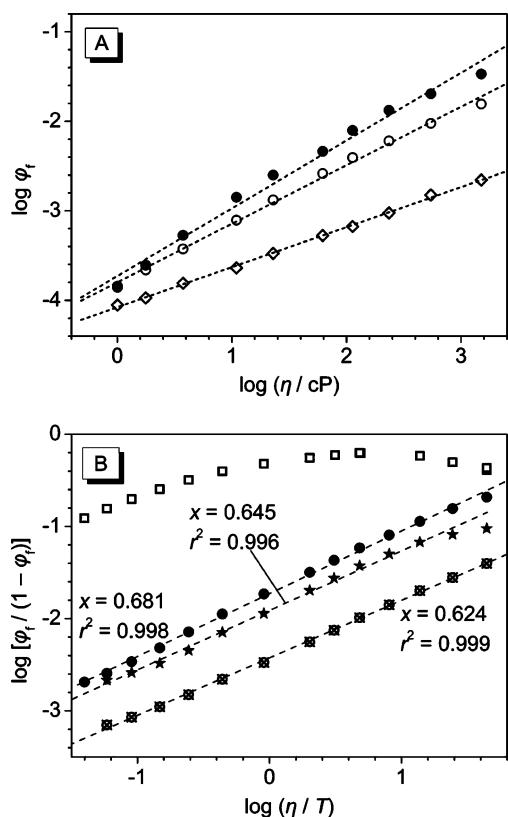 A
-1
-2
-3
-4
log φf
0
1
2
3
log (η / cP)
B
0
-1
-2
-3
log [φf / (1 − φf)]
x = 0.645
r² = 0.996
x = 0.681
r² = 0.998
x = 0.624
r² = 0.999
-1
0
1
log (η / T)